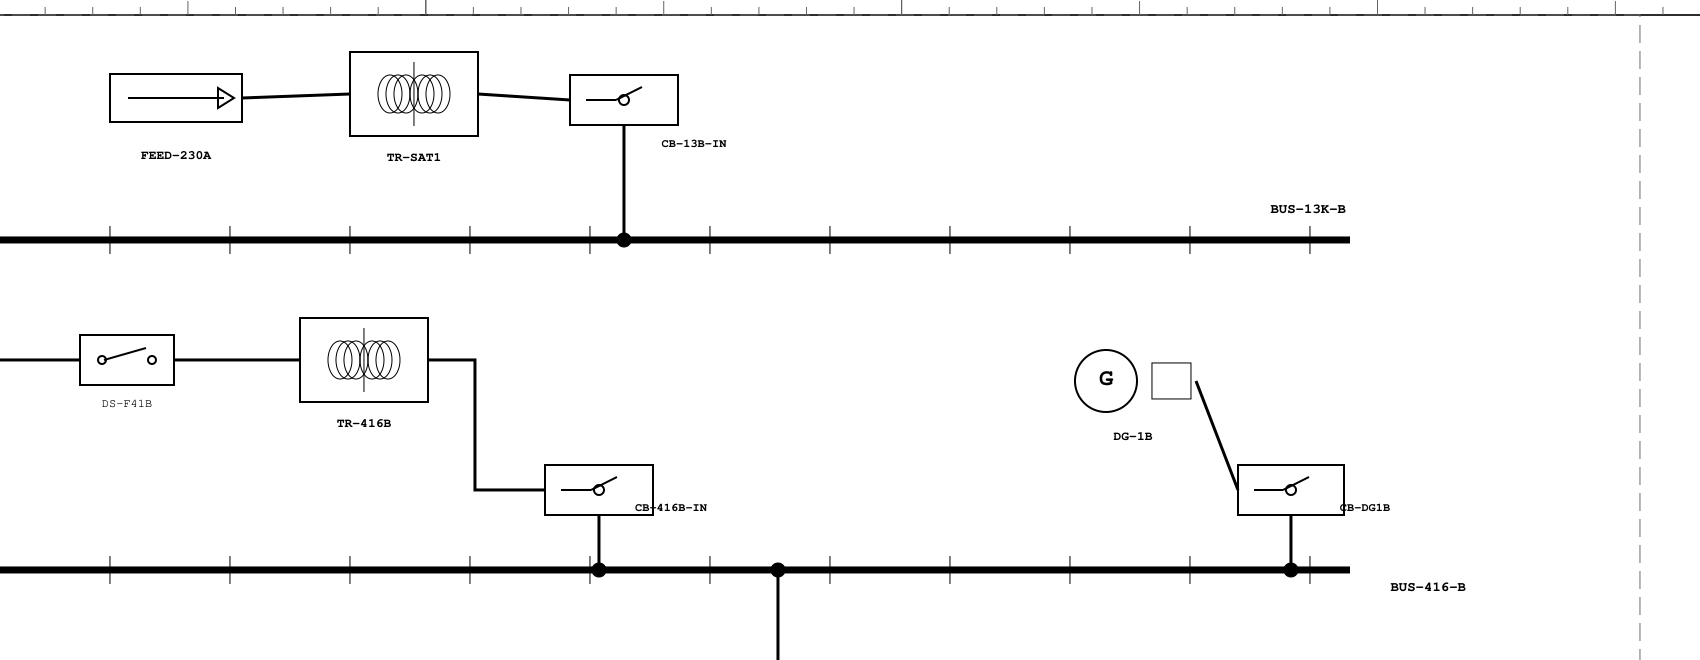 FEED-230A
TR-SAT1
CB-13B-IN
BUS-13K-B
DS-F41B
TR-416B
G
DG-1B
CB-416B-IN
CB-DG1B
BUS-416-B